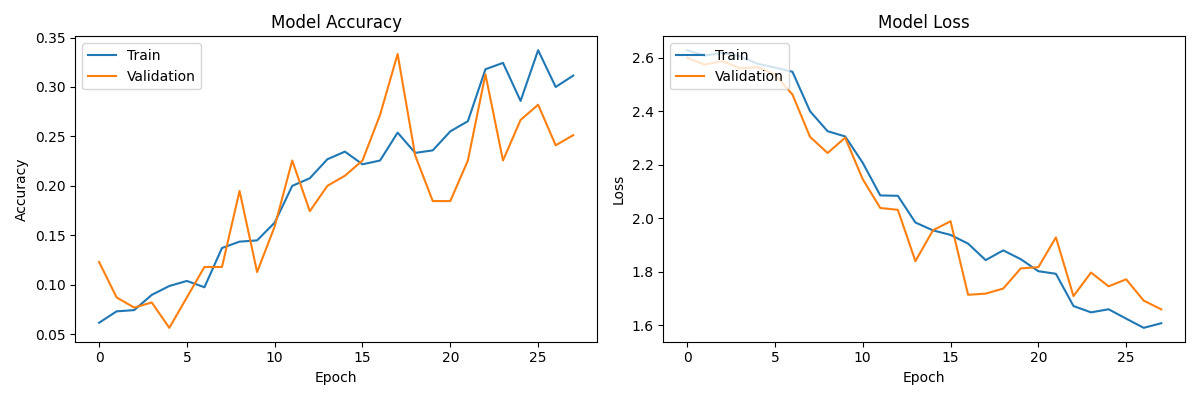 Model Accuracy
Train
Validation
0.35
0.30
0.25
0.20
0.15
0.10
0.05
Accuracy
0
5
10
15
20
25
Epoch
Model Loss
Train
Validation
2.6
2.4
2.2
2.0
1.8
1.6
Loss
0
5
10
15
20
25
Epoch